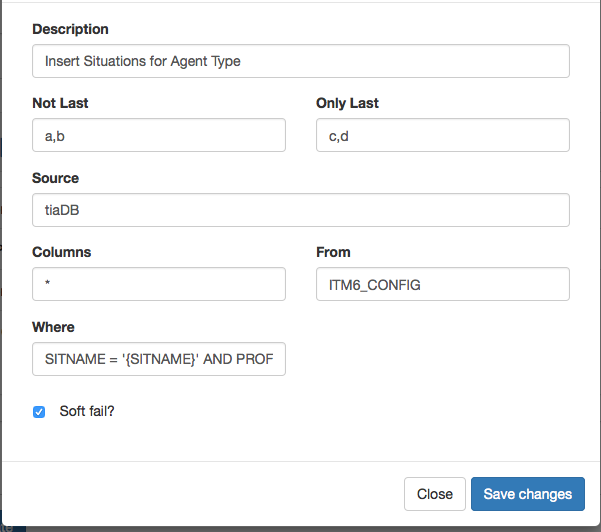 Description
Insert Situations for Agent Type
Not Last Only Last
a,b c,d
Source
tiaDB
Columns From
* ITM6_CONFIG
Where
SITNAME = '{SITNAME}' AND PROF
Soft fail?
Close Save changes